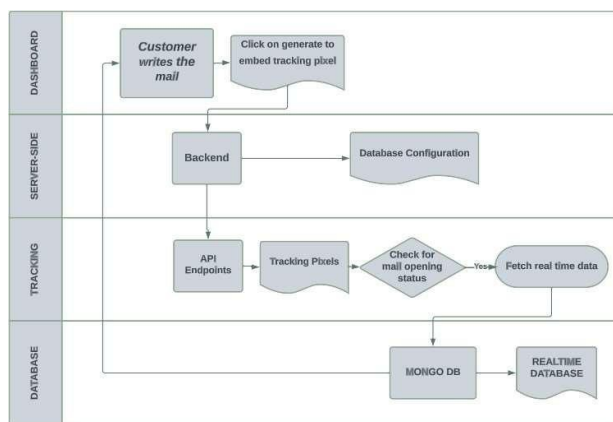 DASHBOARD
Customer
writes the
mail
Click on generate to
embed tracking pixel
SERVER-SIDE
Backend
Database Configuration
TRACKING
API
Endpoints
Tracking Pixels
Check for
mail opening
status
Yes
Fetch real time data
DATABASE
MONGO DB
REALTIME
DATABASE